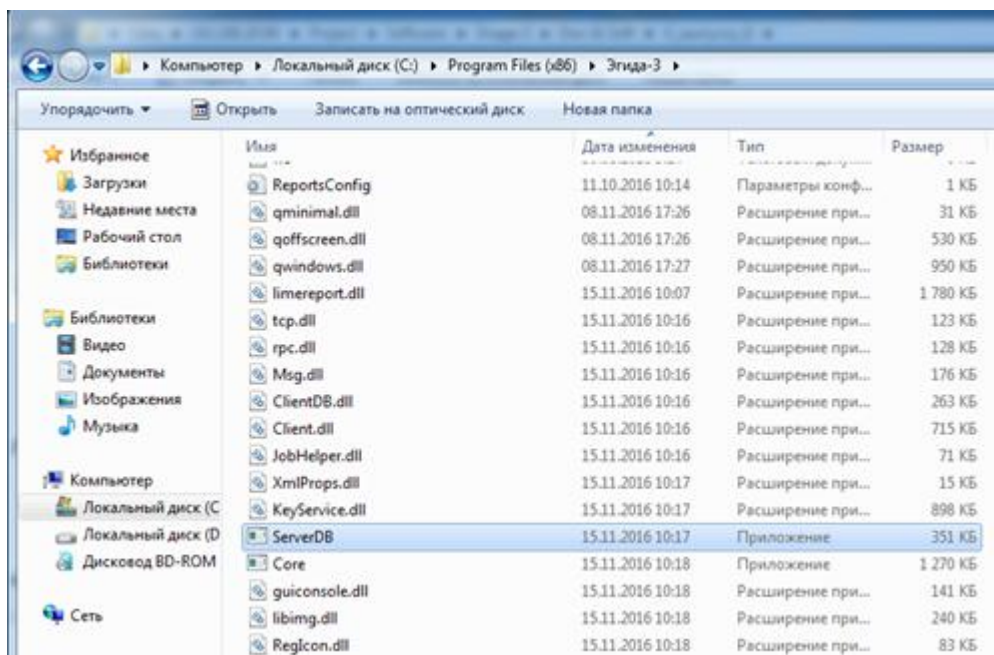 Компьютер ▸ Локальный диск (C:) ▸ Program Files (x86) ▸ Эгида-3 ▸
Упорядочить Открыть Записать на оптический диск Новая папка
Имя Дата изменения Тип Размер
Избранное
Загрузки
Недавние места
Рабочий стол
Библиотеки
Библиотеки
Видео
Документы
Изображения
Музыка
Компьютер
Локальный диск (C
Локальный диск (D
Дисковод BD-ROM
Сеть
ReportsConfig 11.10.2016 10:14 Параметры конф... 1 КБ
qminimal.dll 08.11.2016 17:26 Расширение при... 31 КБ
qoffscreen.dll 08.11.2016 17:26 Расширение при... 530 КБ
qwindows.dll 08.11.2016 17:27 Расширение при... 950 КБ
limereport.dll 15.11.2016 10:07 Расширение при... 1 780 КБ
tcp.dll 15.11.2016 10:16 Расширение при... 123 КБ
rpc.dll 15.11.2016 10:16 Расширение при... 128 КБ
Msg.dll 15.11.2016 10:16 Расширение при... 176 КБ
ClientDB.dll 15.11.2016 10:16 Расширение при... 263 КБ
Client.dll 15.11.2016 10:16 Расширение при... 715 КБ
JobHelper.dll 15.11.2016 10:16 Расширение при... 71 КБ
XmlProps.dll 15.11.2016 10:17 Расширение при... 15 КБ
KeyService.dll 15.11.2016 10:17 Расширение при... 898 КБ
ServerDB 15.11.2016 10:17 Приложение 351 КБ
Core 15.11.2016 10:18 Приложение 1 270 КБ
guiconsole.dll 15.11.2016 10:18 Расширение при... 141 КБ
libimg.dll 15.11.2016 10:18 Расширение при... 240 КБ
RegIcon.dll 15.11.2016 10:18 Расширение при... 83 КБ